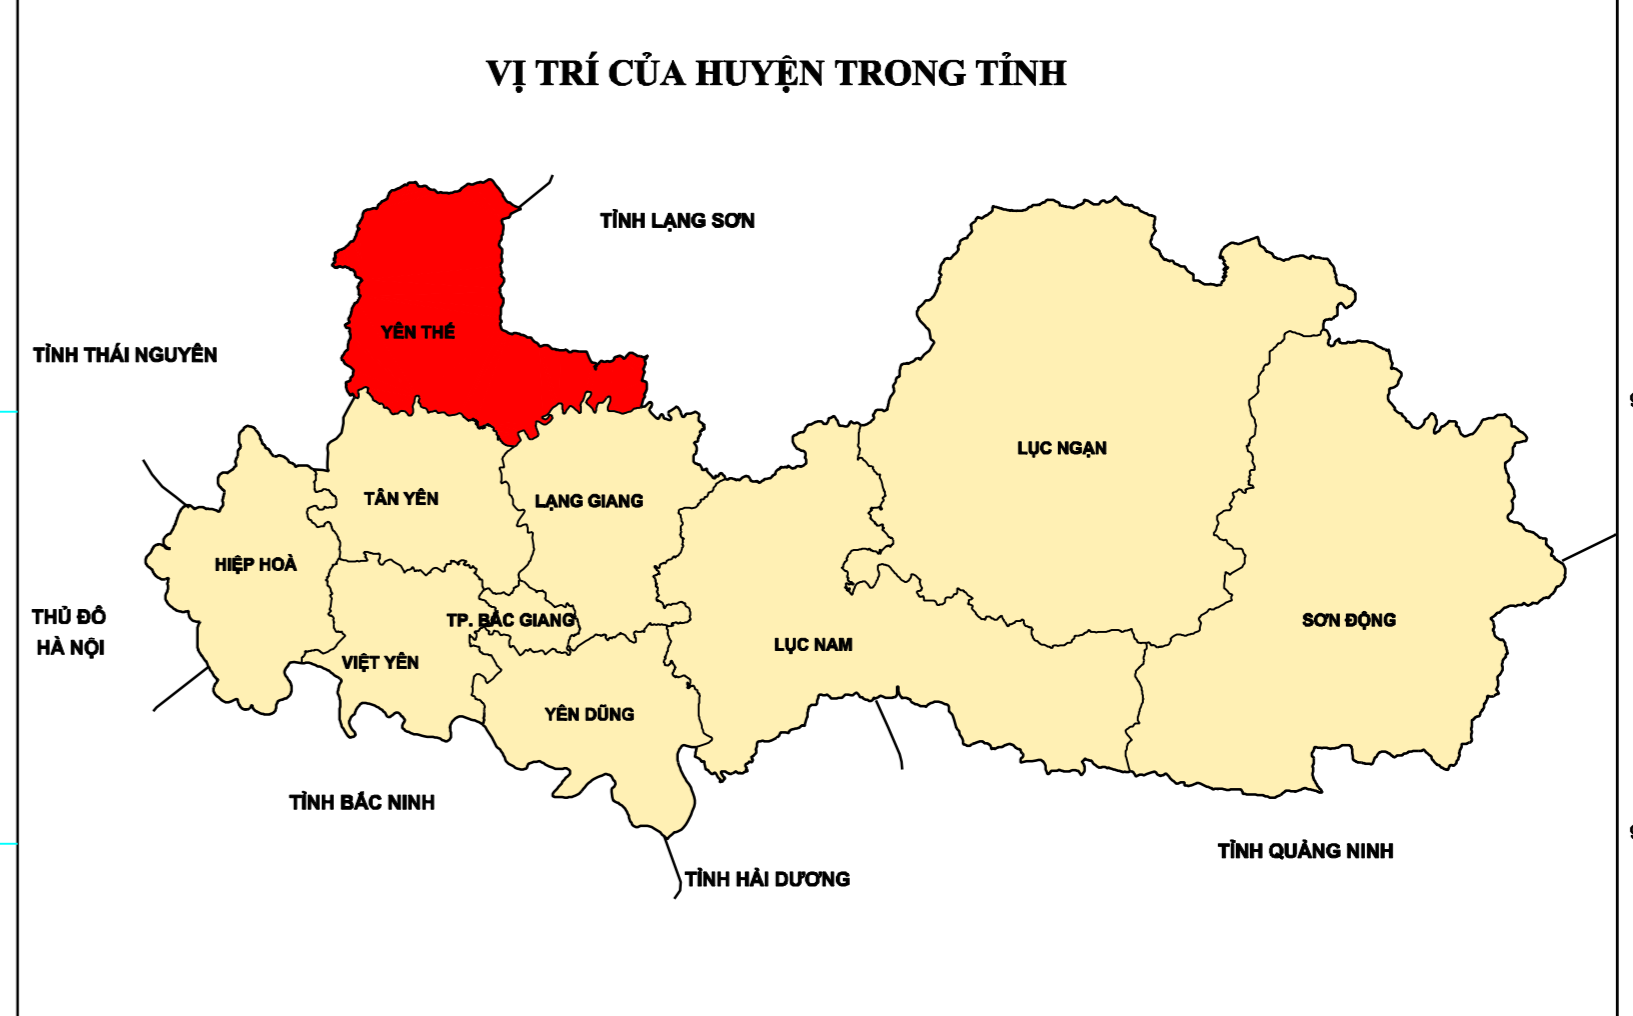 VỊ TRÍ CỦA HUYỆN TRONG TỈNH
TỈNH LẠNG SƠN
YÊN THẾ
TỈNH THÁI NGUYÊN
LỤC NGẠN
TÂN YÊN
LẠNG GIANG
HIỆP HOÀ
THỦ ĐÔ
HÀ NỘI
TP. BẮC GIANG
SƠN ĐỘNG
LỤC NAM
VIỆT YÊN
YÊN DŨNG
TỈNH BẮC NINH
TỈNH QUẢNG NINH
TỈNH HẢI DƯƠNG